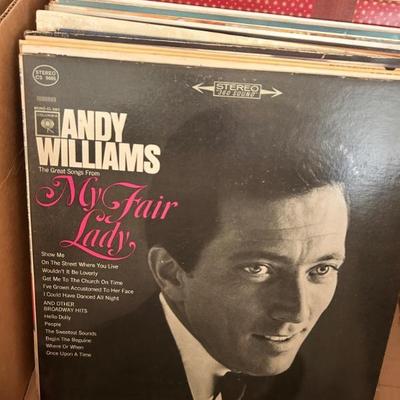 STEREO
CS 9005
COLUMBIA
ANDY
WILLIAMS
The Great Songs From
My Fair
Lady
STEREO
"360 SOUND"
Show Me
On The Street Where You Live
Wouldn't It Be Loverly
Get Me To The Church On Time
I've Grown Accustomed To Her Face
I Could Have Danced All Night
AND OTHER
BROADWAY HITS
Hello Dolly
People
The Sweetest Sounds
Begin The Beguine
Where Or When
Once Upon A Time